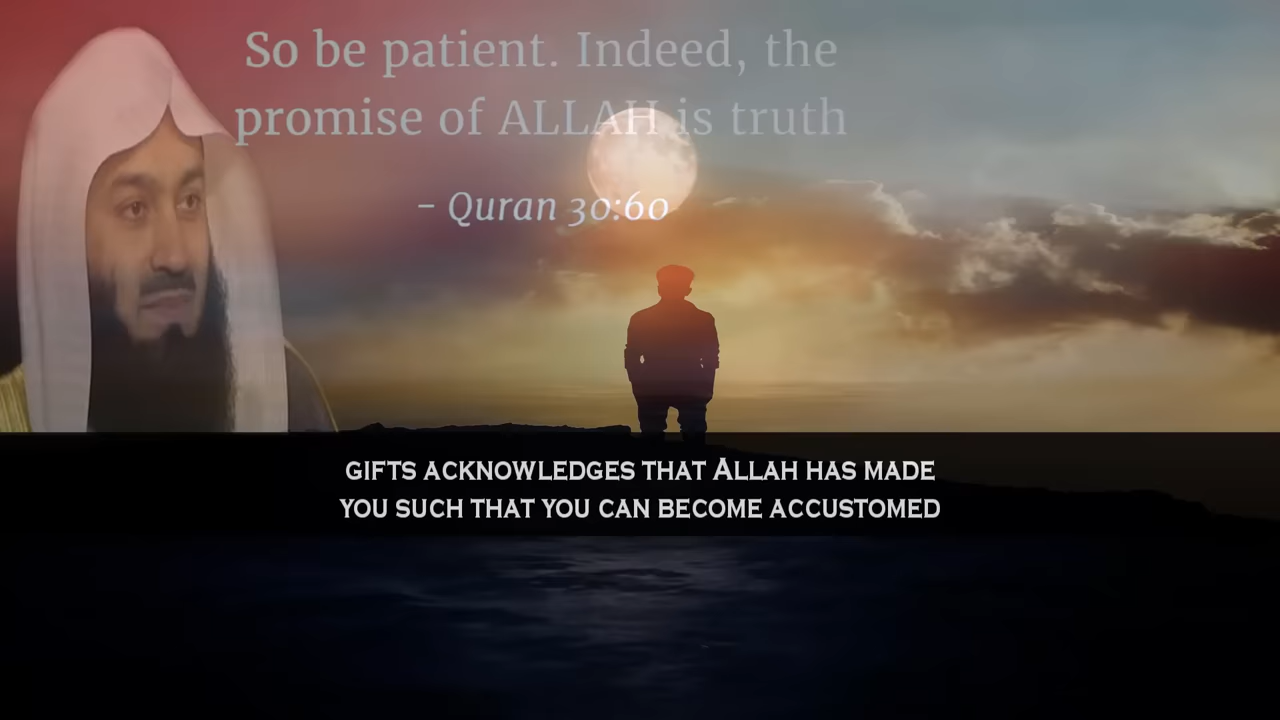 So be patient. Indeed, the
promise of ALLAH is truth
– Quran 30:60
GIFTS ACKNOWLEDGES THAT ALLAH HAS MADE
YOU SUCH THAT YOU CAN BECOME ACCUSTOMED